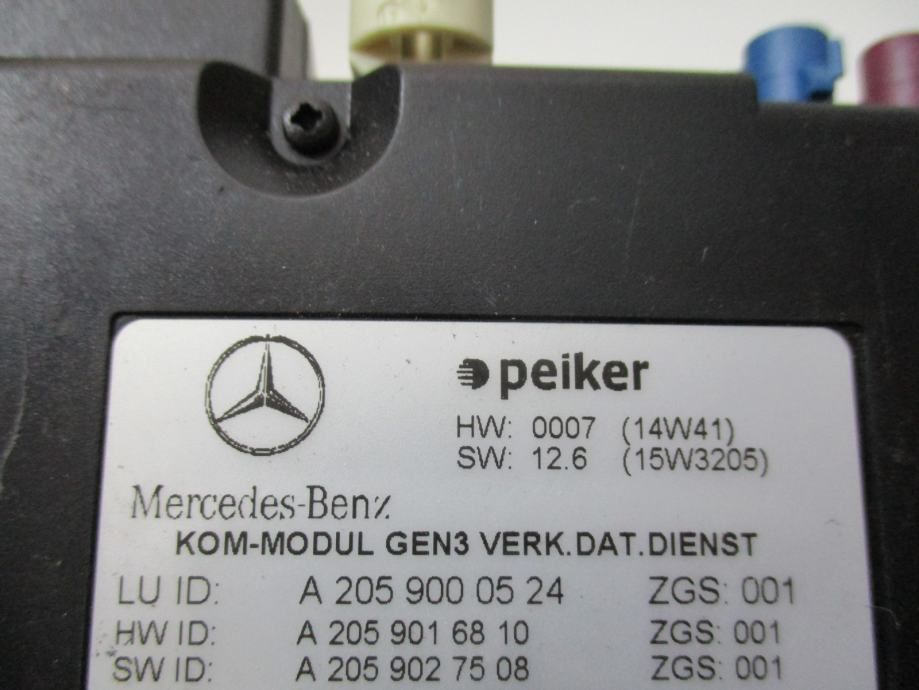 peiker
HW: 0007 (14W41)
SW: 12.6 (15W3205)
Mercedes-Benz
KOM-MODUL GEN3 VERK.DAT.DIENST
LU ID: A 205 900 05 24 ZGS: 001
HW ID: A 205 901 68 10 ZGS: 001
SW ID: A 205 902 75 08 ZGS: 001